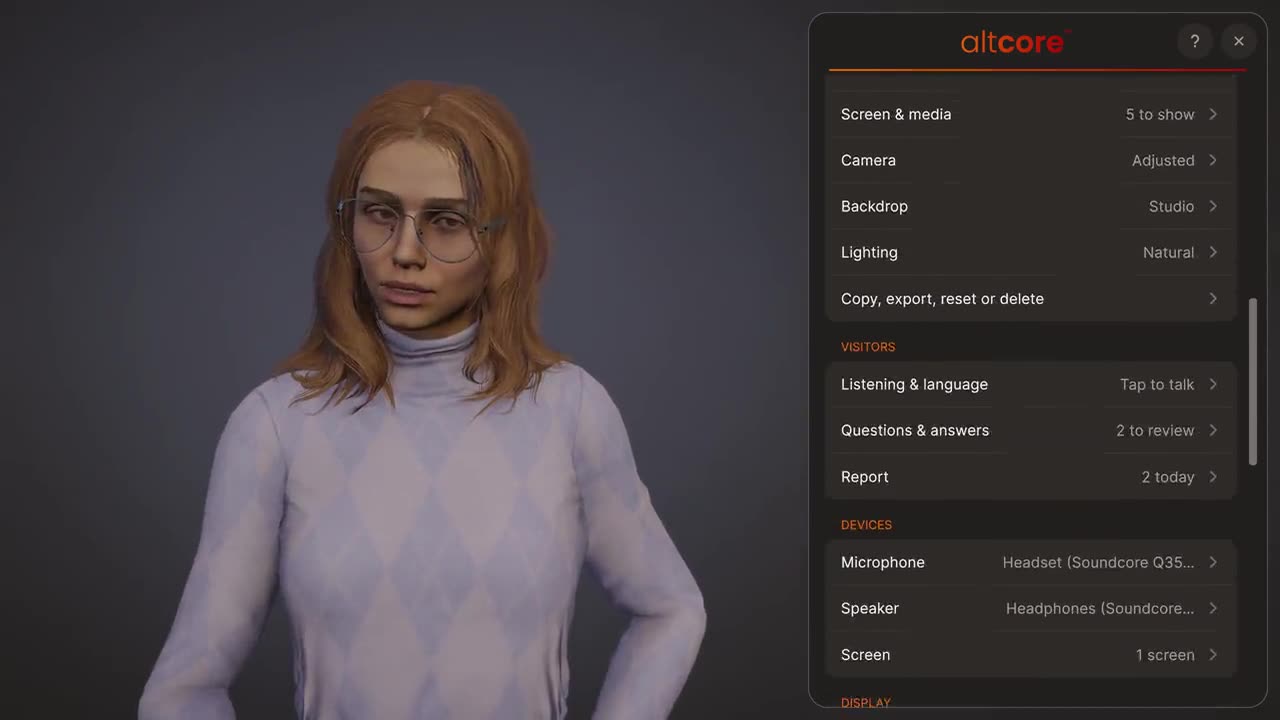 altcore™
?
×
Screen & media 5 to show
Camera Adjusted
Backdrop Studio
Lighting Natural
Copy, export, reset or delete
VISITORS
Listening & language Tap to talk
Questions & answers 2 to review
Report 2 today
DEVICES
Microphone Headset (Soundcore Q35...
Speaker Headphones (Soundcore...
Screen 1 screen
DISPLAY